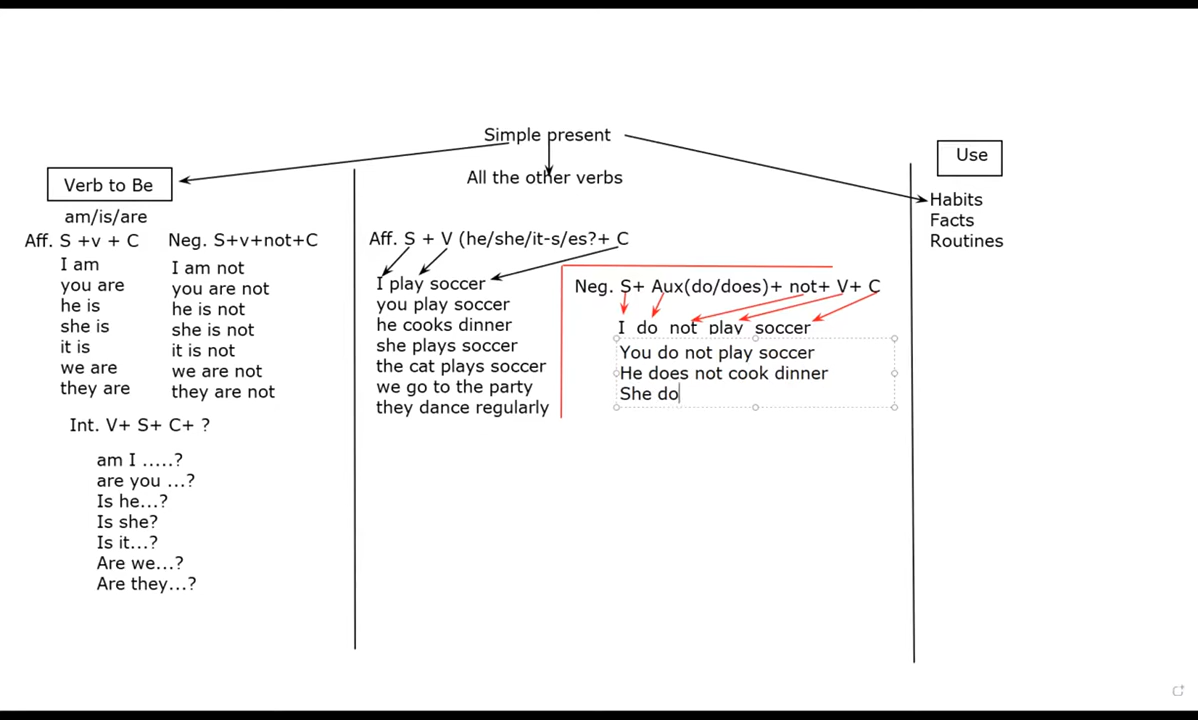 Simple present
Verb to Be
am/is/are
Aff. S +v + C
I am
you are
he is
she is
it is
we are
they are
Neg. S+v+not+C
I am not
you are not
he is not
she is not
it is not
we are not
they are not
Int. V+ S+ C+ ?
am I .....?
are you ...?
Is he...?
Is she?
Is it...?
Are we...?
Are they...?
All the other verbs
Aff. S + V (he/she/it-s/es?+ C
I play soccer
you play soccer
he cooks dinner
she plays soccer
the cat plays soccer
we go to the party
they dance regularly
Neg. S+ Aux(do/does)+ not+ V+ C
I do not play soccer
You do not play soccer
He does not cook dinner
She do
Use
Habits
Facts
Routines